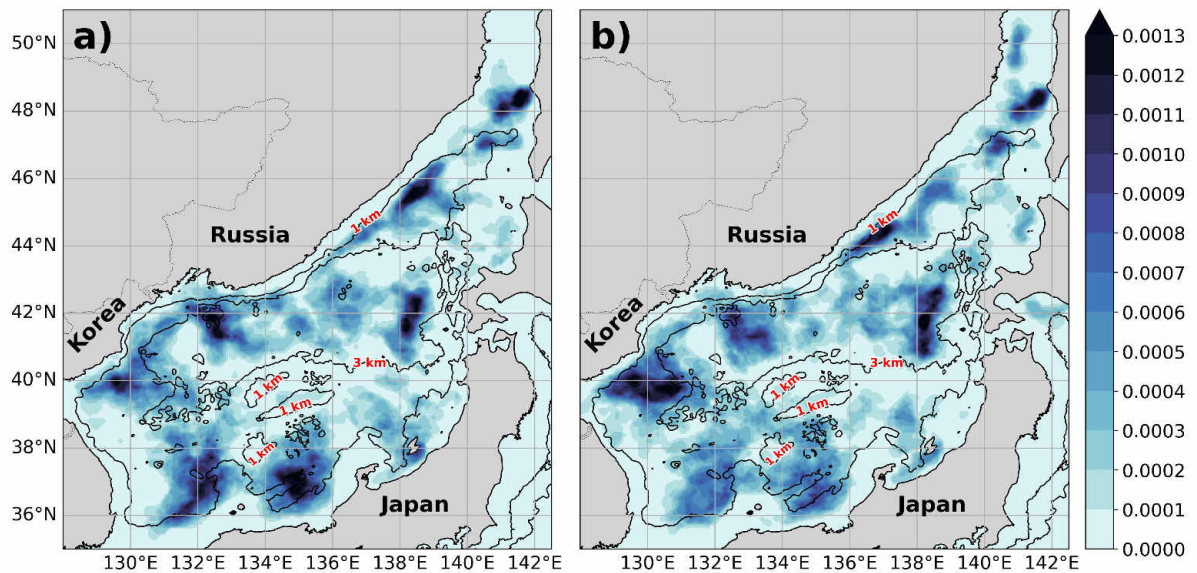 a)
b)
50°N
48°N
46°N
44°N
42°N
40°N
38°N
36°N
Russia
1 km
Korea
3 km
1 km
1 km
1 km
Japan
130°E 132°E 134°E 136°E 138°E 140°E 142°E
Russia
1 km
Korea
3 km
1 km
1 km
1 km
Japan
130°E 132°E 134°E 136°E 138°E 140°E 142°E
0.0013
0.0012
0.0011
0.0010
0.0009
0.0008
0.0007
0.0006
0.0005
0.0004
0.0003
0.0002
0.0001
0.0000